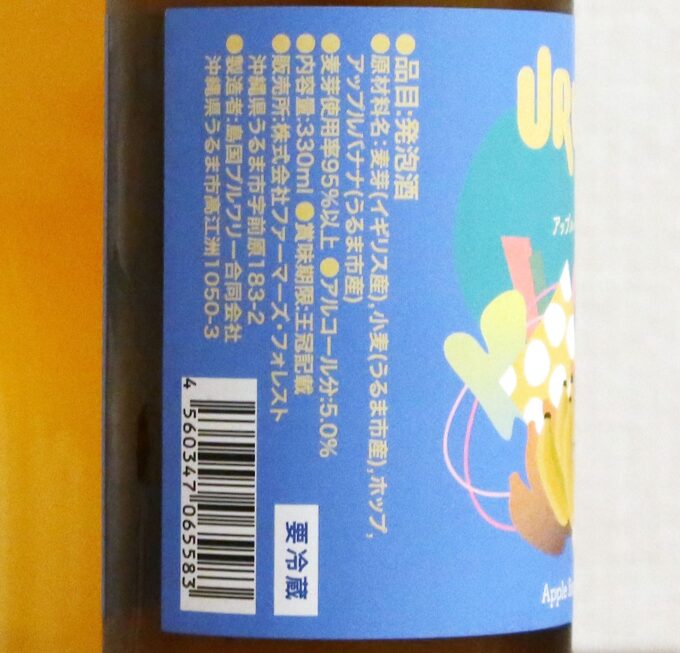 ●品目:発泡酒
●原材料名:麦芽(イギリス産),小麦(うるま市産),ホップ,
アップルバナナ(うるま市産)
●麦芽使用率95%以上 ●アルコール分:5.0%
●内容量:330ml ●賞味期限:王冠記載
●販売所:株式会社ファーマーズ・フォレスト
沖縄県うるま市字前原183-2
●製造者:島国ブルワリー合同会社
沖縄県うるま市高江洲1050-3
4 560347 065583
要冷蔵
アップ
Apple